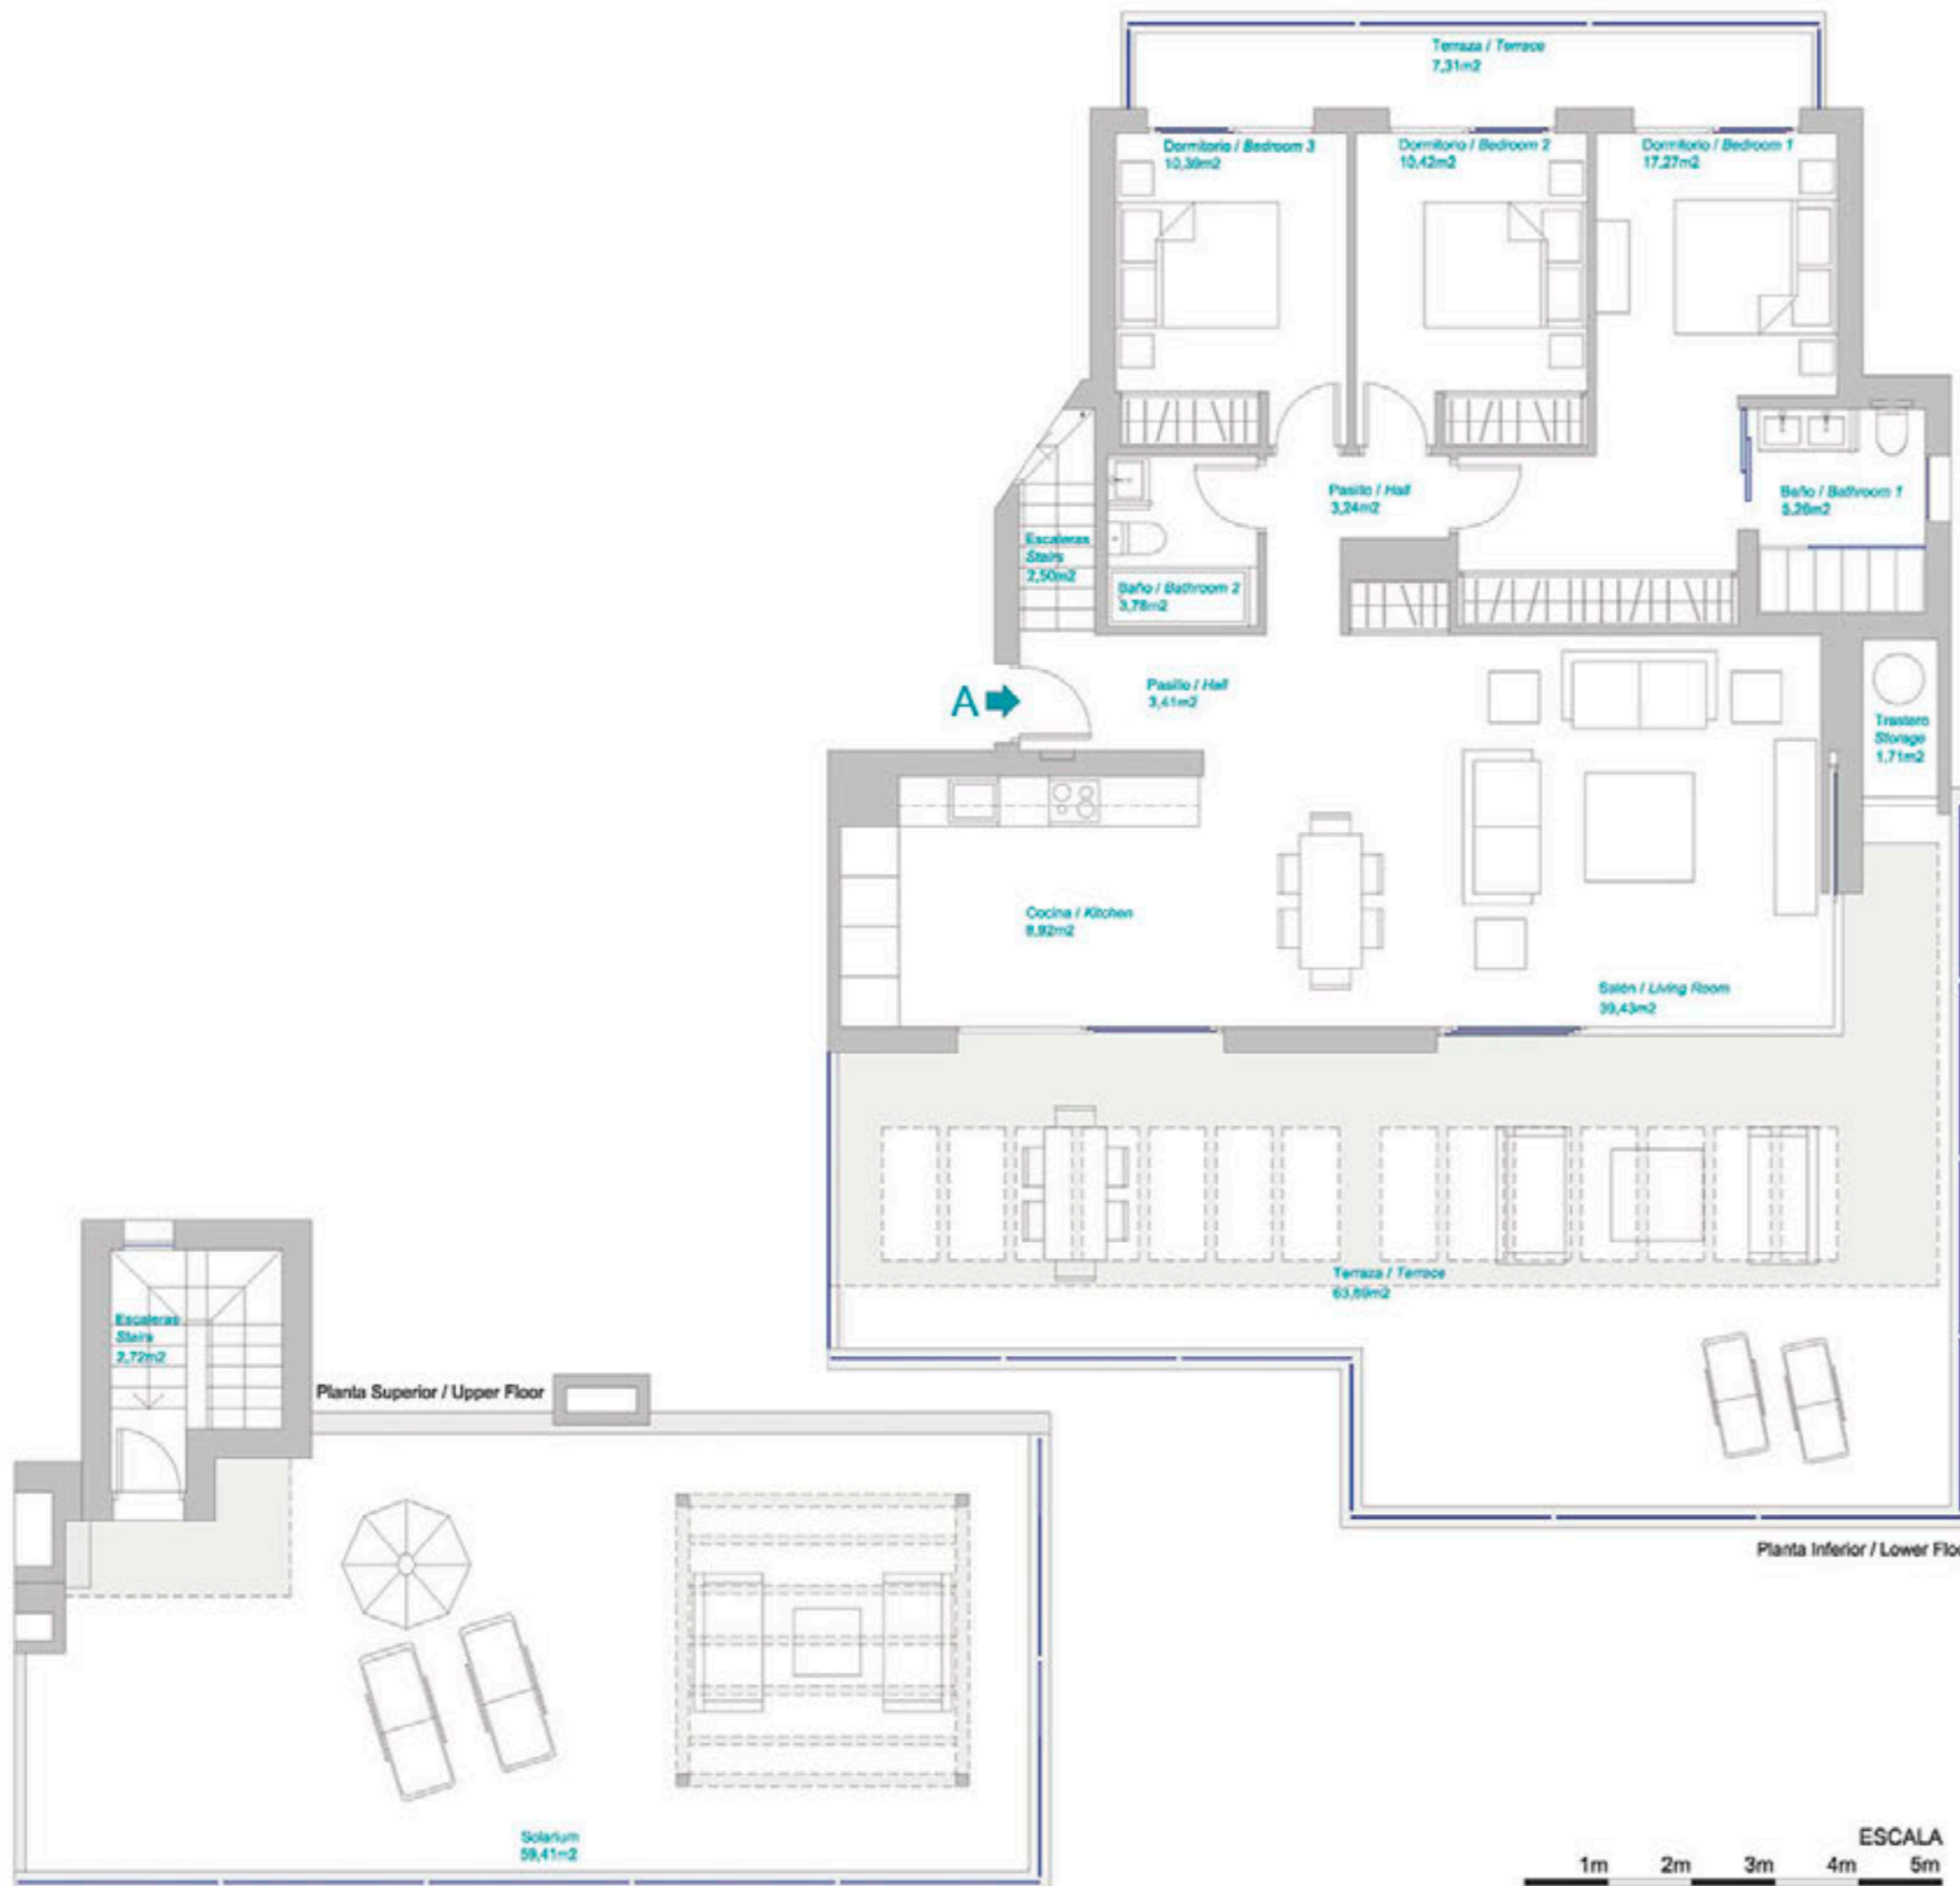 Terraza / Terrace
7,31m2
Dormitorio / Bedroom 3
10,39m2
Dormitorio / Bedroom 2
10,42m2
Dormitorio / Bedroom 1
17,27m2
Pasillo / Hall
3,24m2
Baño / Bathroom 1
5,26m2
Escaleras
Stairs
2,50m2
Baño / Bathroom 2
3,78m2
A
Pasillo / Hall
3,41m2
Trastero
Storage
1,71m2
Cocina / Kitchen
8,92m2
Salón / Living Room
39,43m2
Terraza / Terrace
63,89m2
Escaleras
Stairs
2,72m2
Planta Superior / Upper Floor
Planta Inferior / Lower Floo
Solarium
59,41m2
ESCALA
1m 2m 3m 4m 5m